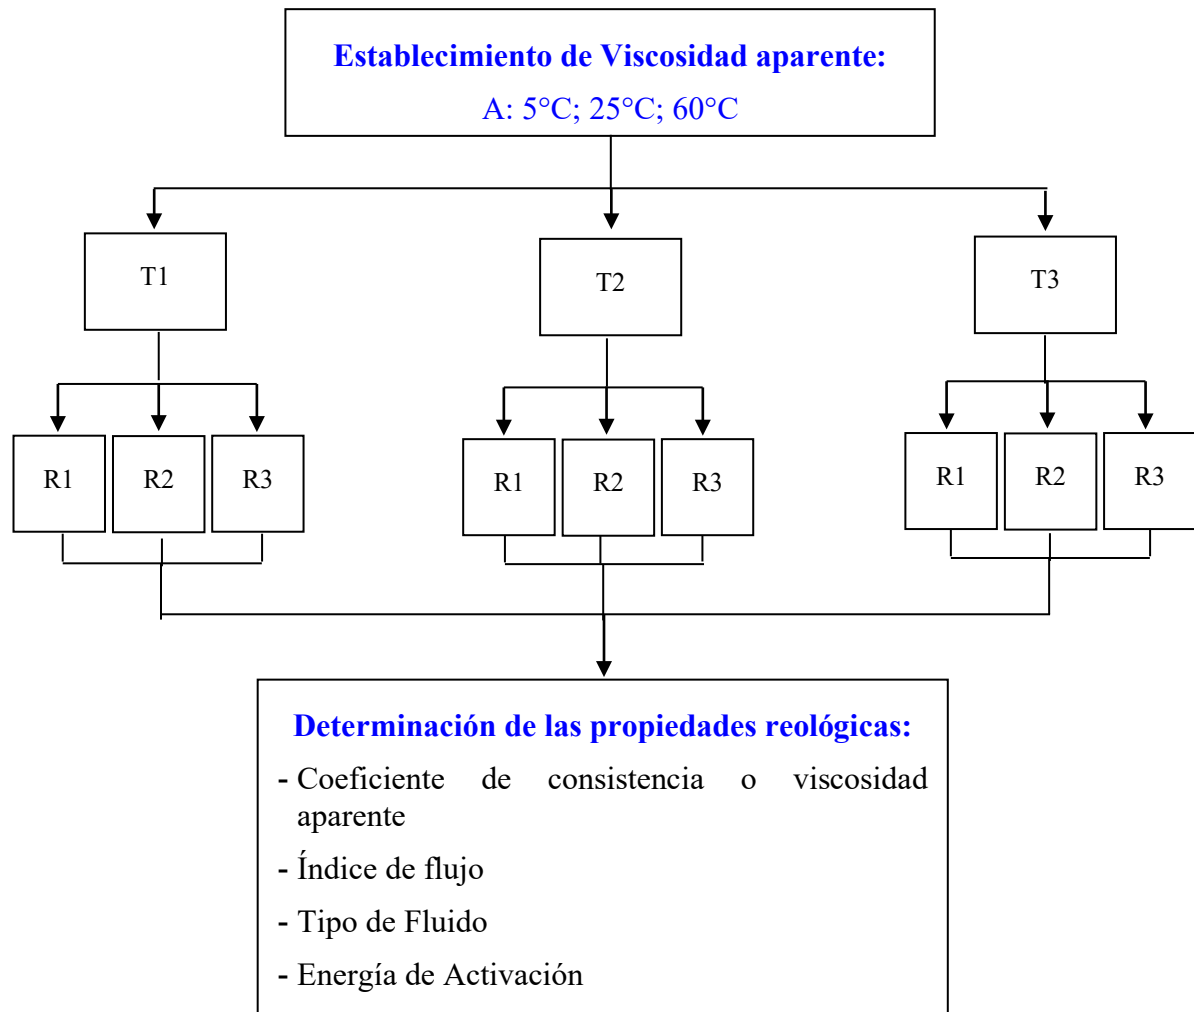 Establecimiento de Viscosidad aparente:
A: 5°C; 25°C; 60°C
T1
T2
T3
R1
R2
R3
R1
R2
R3
R1
R2
R3
Determinación de las propiedades reológicas:
- Coeficiente de consistencia o viscosidad
aparente
- Índice de flujo
- Tipo de Fluido
- Energía de Activación